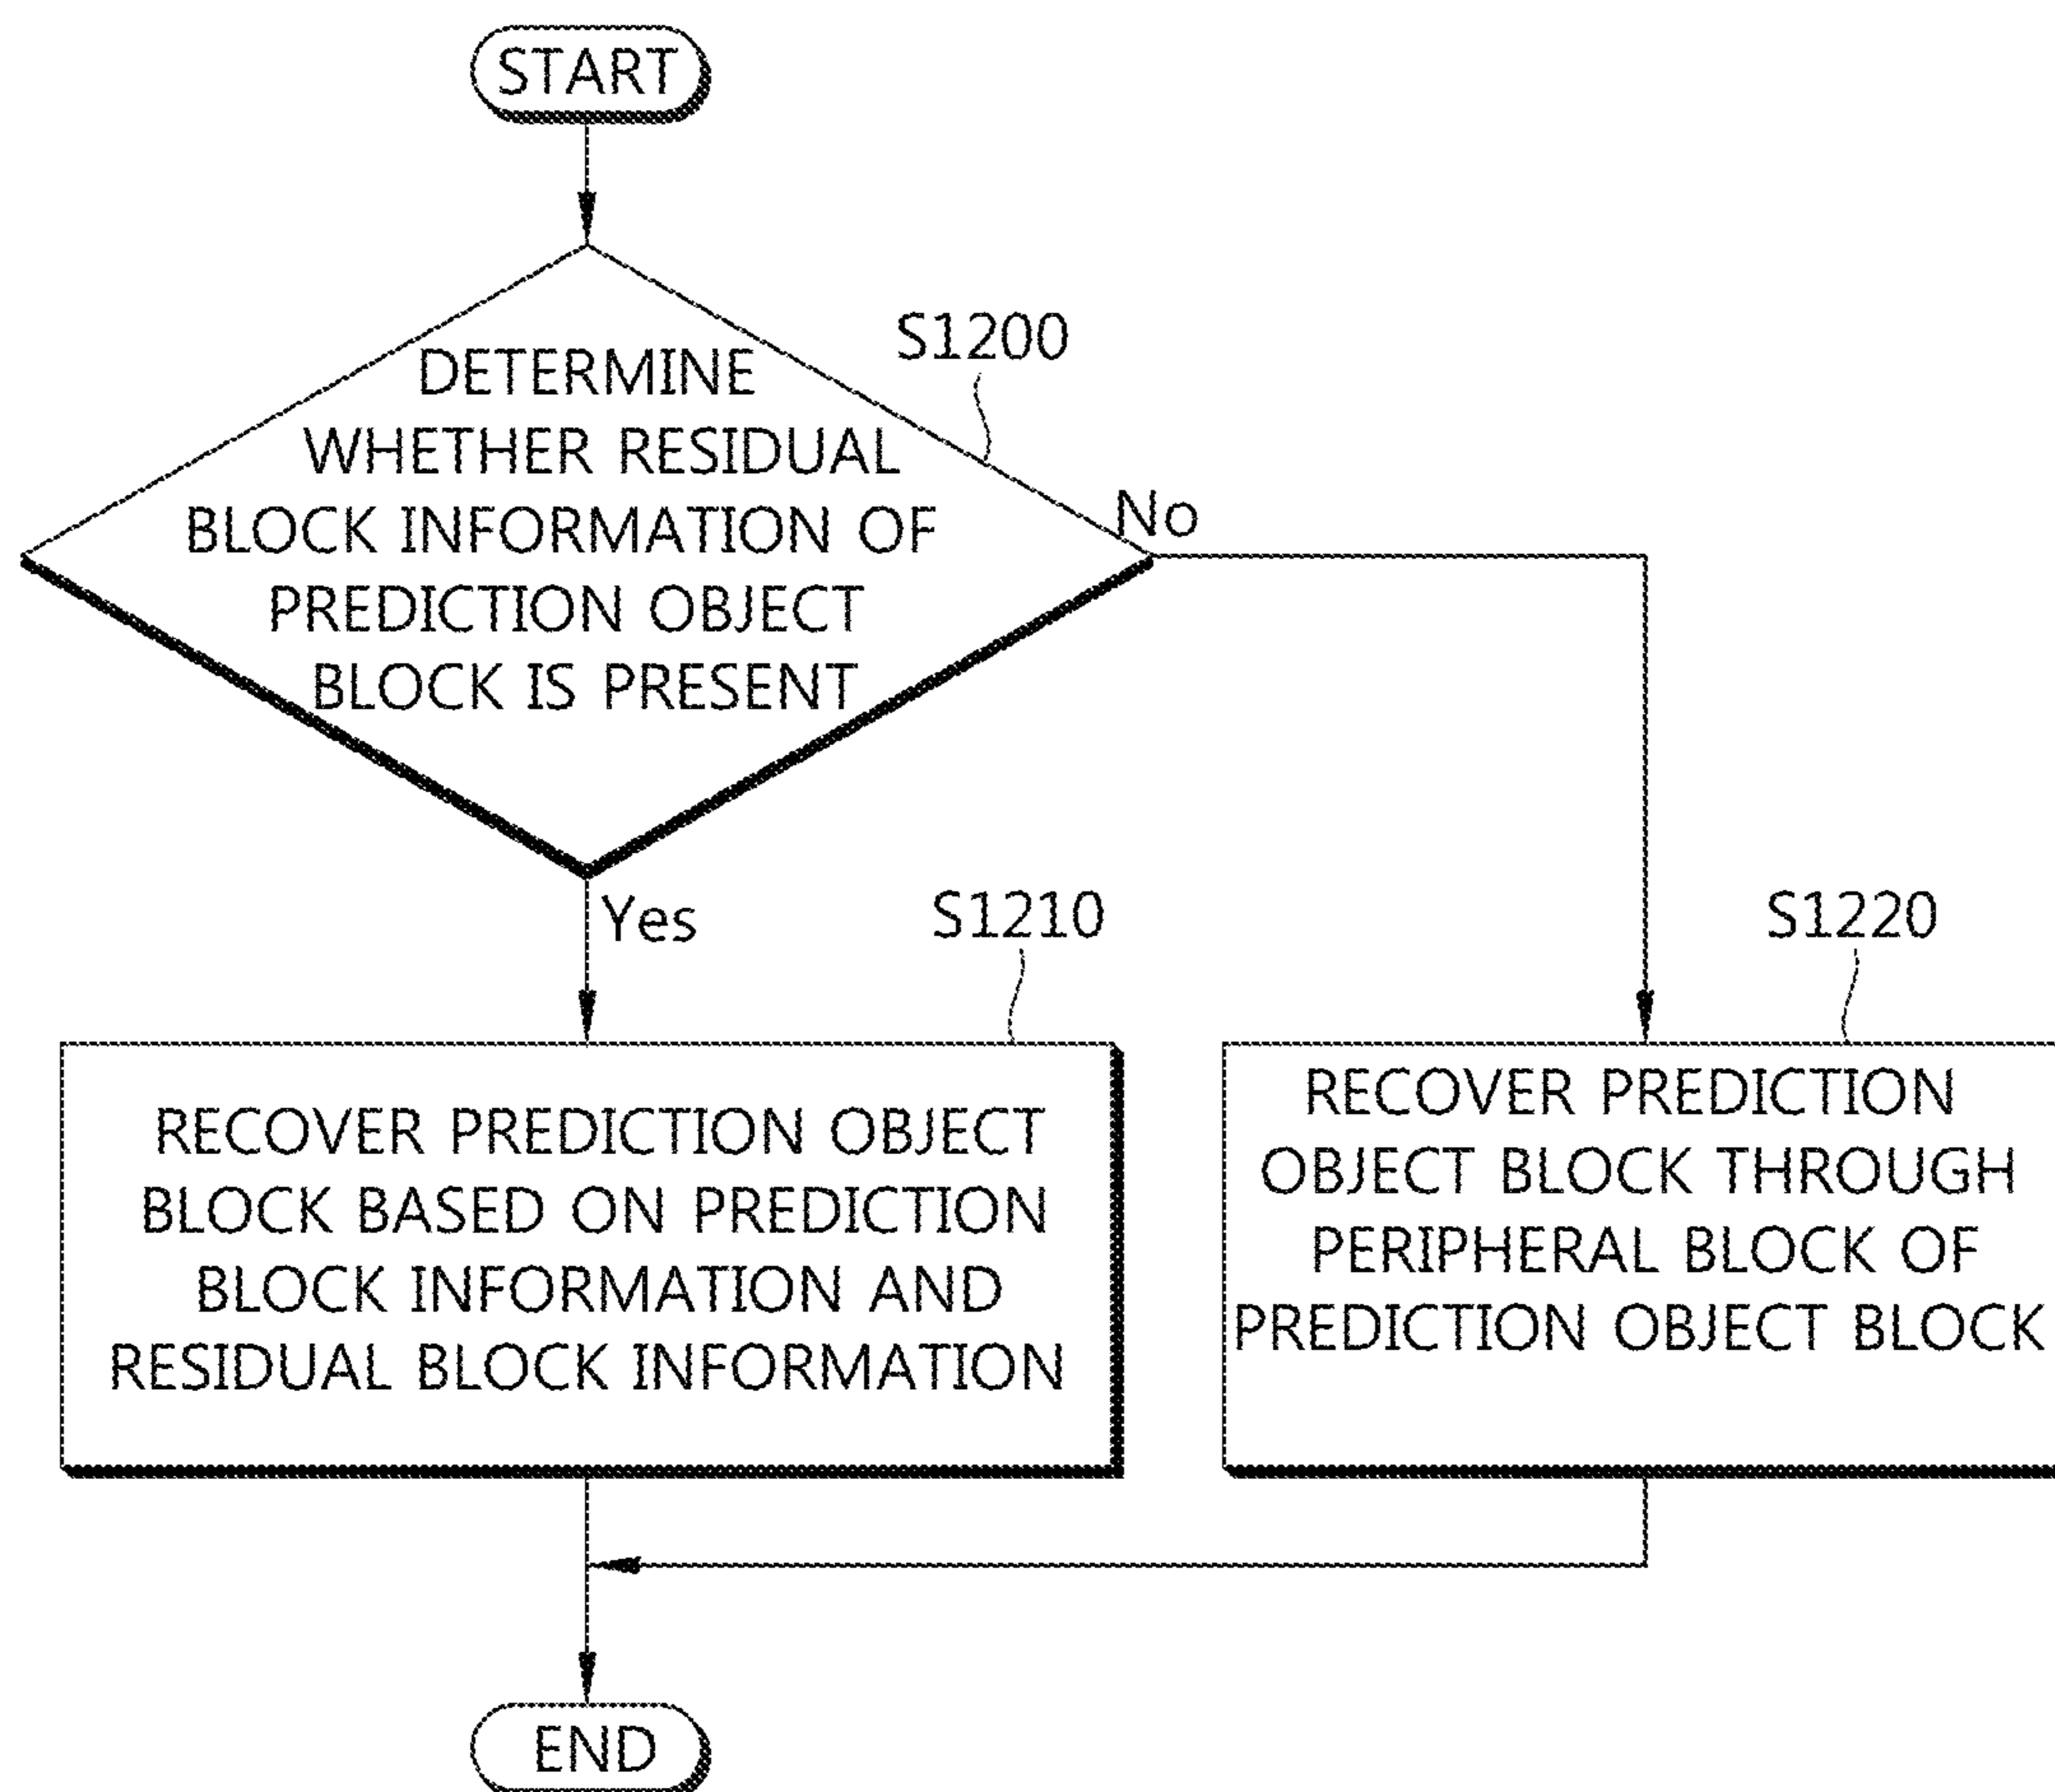 START
S1200
DETERMINE
WHETHER RESIDUAL
BLOCK INFORMATION OF
PREDICTION OBJECT
BLOCK IS PRESENT
No
Yes
S1210
RECOVER PREDICTION OBJECT
BLOCK BASED ON PREDICTION
BLOCK INFORMATION AND
RESIDUAL BLOCK INFORMATION
S1220
RECOVER PREDICTION
OBJECT BLOCK THROUGH
PERIPHERAL BLOCK OF
PREDICTION OBJECT BLOCK
END